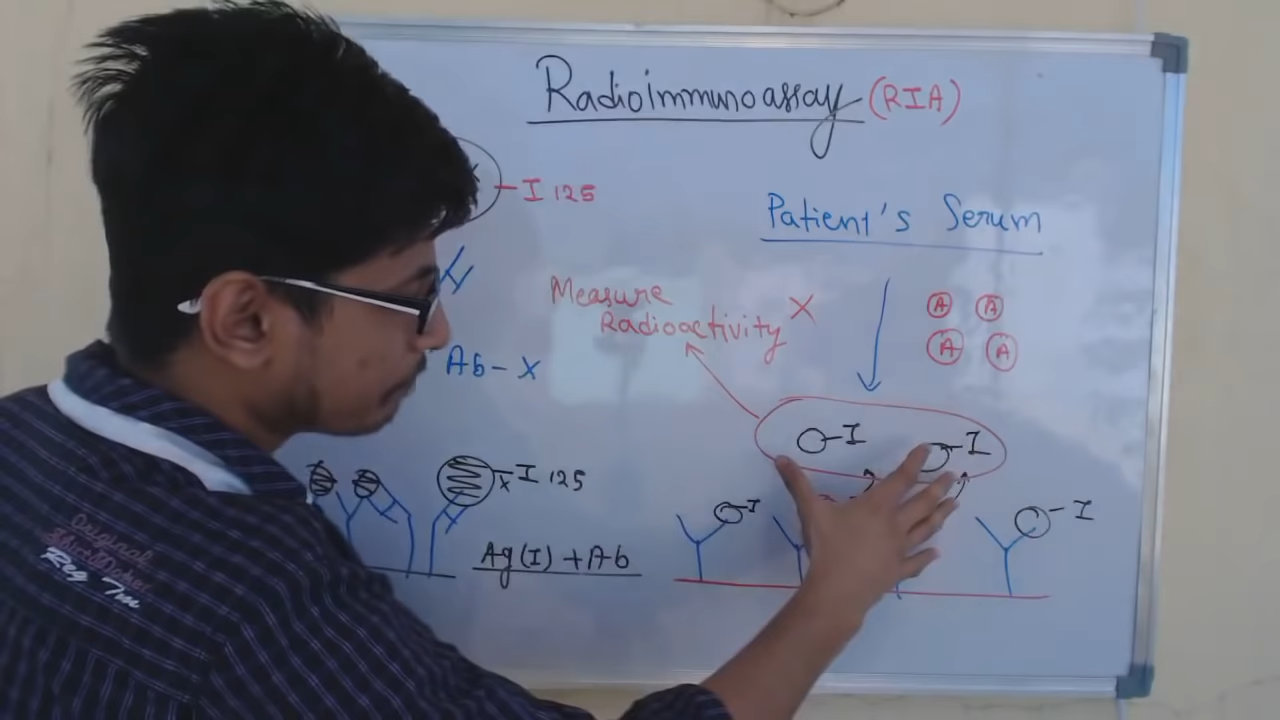 Radioimmunoassay (RIA)
I 125
Patient's Serum
Measure
Radioactivity X
A A
A A
Ab - X
I I
x I 125
I I
Ag(I) + Ab
Original
Reg